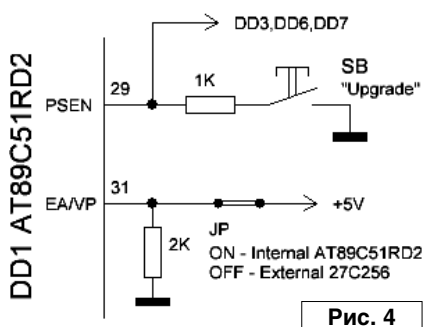 DD1 AT89C51RD2
DD3,DD6,DD7
29
PSEN
1K
SB
"Upgrade"
31
EA/VP
+5V
2K
JP
ON - Internal AT89C51RD2
OFF - External 27C256
Рис. 4